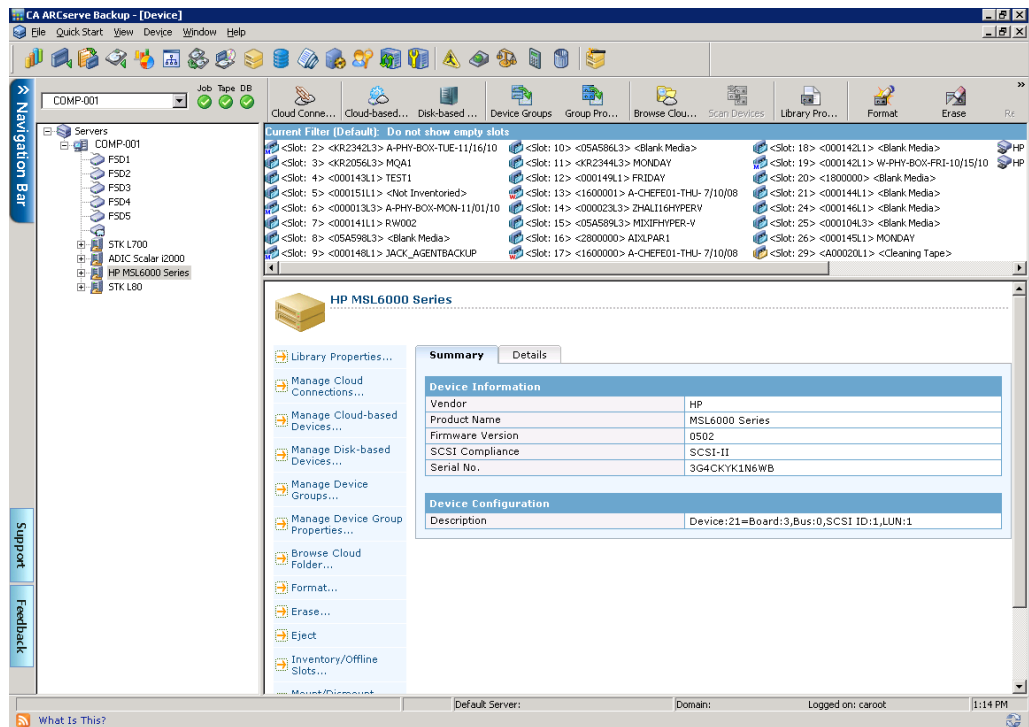 CA ARCserve Backup - [Device]
File Quick Start View Device Window Help
Navigation Bar
COMP-001
Job Tape DB
Cloud Conne... Cloud-based... Disk-based ... Device Groups Group Pro... Browse Clou... Scan Devices Library Pro... Format Erase Re
Servers
COMP-001
FSD1
FSD2
FSD3
FSD4
FSD5
STK L700
ADIC Scalar i2000
HP MSL6000 Series
STK L80
Current Filter (Default): Do not show empty slots
<Slot: 2> <KR2342L3> A-PHY-BOX-TUE-11/16/10 <Slot: 10> <05A586L3> <Blank Media> <Slot: 18> <000142L1> <Blank Media> HP
<Slot: 3> <KR2056L3> MQA1 <Slot: 11> <KR2344L3> MONDAY <Slot: 19> <000142L1> W-PHY-BOX-FRI-10/15/10 HP
<Slot: 4> <000143L1> TEST1 <Slot: 12> <000149L1> FRIDAY <Slot: 20> <1800000> <Blank Media>
<Slot: 5> <000151L1> <Not Inventoried> <Slot: 13> <1600001> A-CHEFE01-THU- 7/10/08 <Slot: 21> <000144L1> <Blank Media>
<Slot: 6> <000013L3> A-PHY-BOX-MON-11/01/10 <Slot: 14> <000023L3> ZHALI16HYPERV <Slot: 24> <000146L1> <Blank Media>
<Slot: 7> <000141L1> RW002 <Slot: 15> <05A589L3> MIXIFHYPER-V <Slot: 25> <000104L3> <Blank Media>
<Slot: 8> <05A598L3> <Blank Media> <Slot: 16> <2800000> AIXLPAR1 <Slot: 26> <000145L1> MONDAY
<Slot: 9> <000148L1> JACK_AGENTBACKUP <Slot: 17> <1600000> A-CHEFE01-THU- 7/10/08 <Slot: 29> <A00020L1> <Cleaning Tape>
HP MSL6000 Series
Library Properties...
Manage Cloud
Connections...
Manage Cloud-based
Devices...
Manage Disk-based
Devices...
Manage Device
Groups...
Manage Device Group
Properties...
Browse Cloud
Folder...
Format...
Erase...
Eject
Inventory/Offline
Slots...
Mount/Dismount
Summary Details
Device Information
Vendor HP
Product Name MSL6000 Series
Firmware Version 0502
SCSI Compliance SCSI-II
Serial No. 3G4CKYK1N6WB
Device Configuration
Description Device:21=Board:3,Bus:0,SCSI ID:1,LUN:1
Support
Feedback
Default Server: Domain: Logged on: caroot 1:14 PM
What Is This?